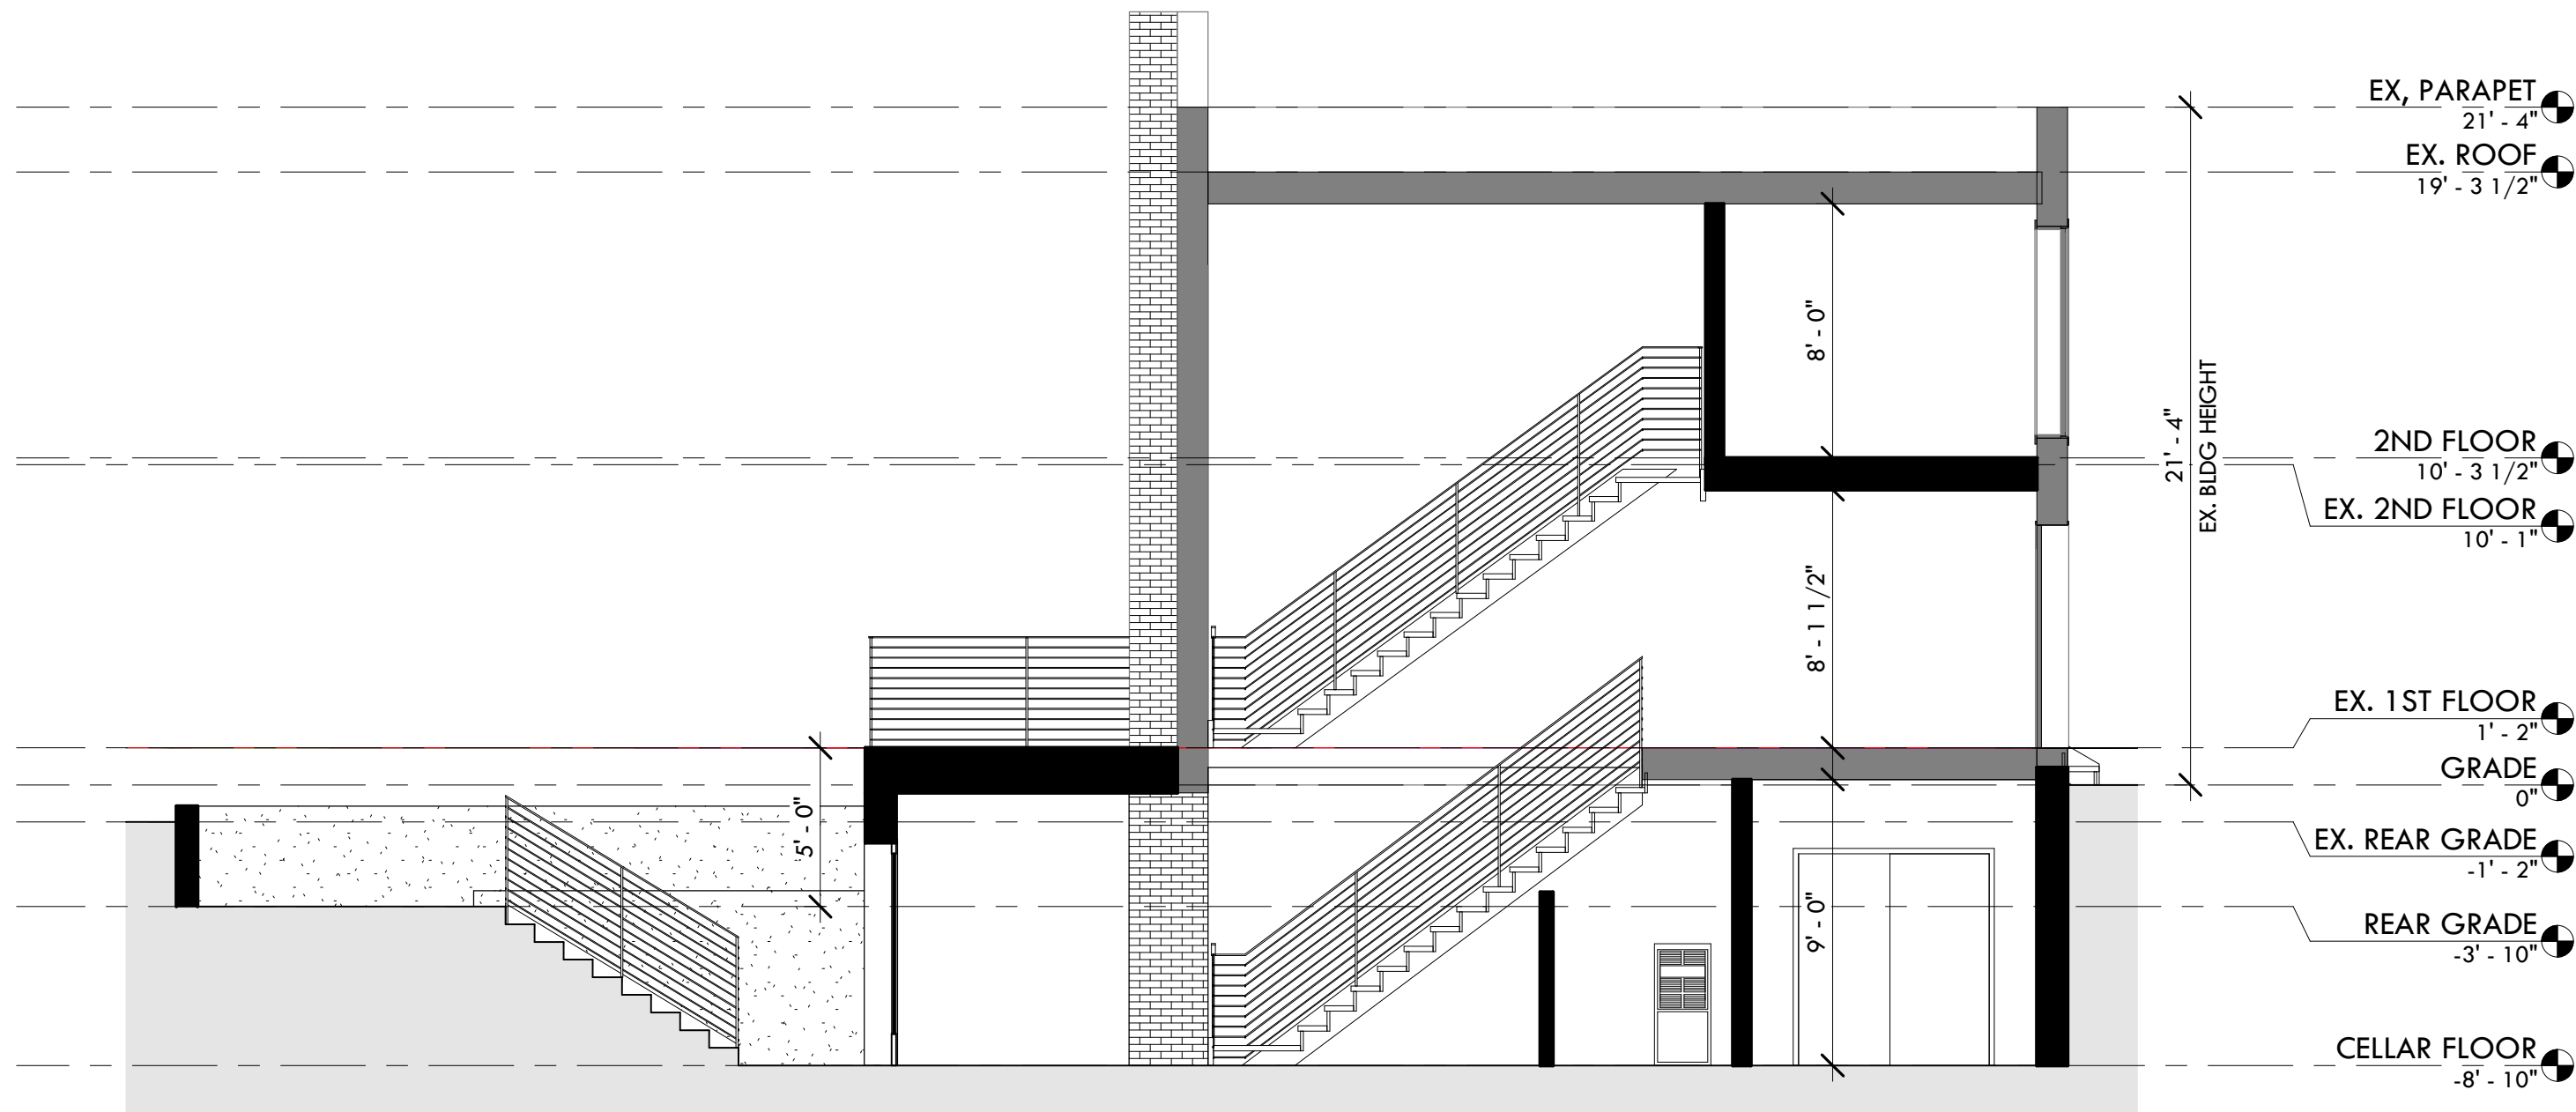 EX, PARAPET
21' - 4"
EX. ROOF
19' - 3 1/2"
8' - 0"
21' - 4"
EX. BLDG HEIGHT
2ND FLOOR
10' - 3 1/2"
EX. 2ND FLOOR
10' - 1"
8' - 1 1/2"
EX. 1ST FLOOR
1' - 2"
GRADE
0"
5' - 0"
EX. REAR GRADE
-1' - 2"
9' - 0"
REAR GRADE
-3' - 10"
CELLAR FLOOR
-8' - 10"